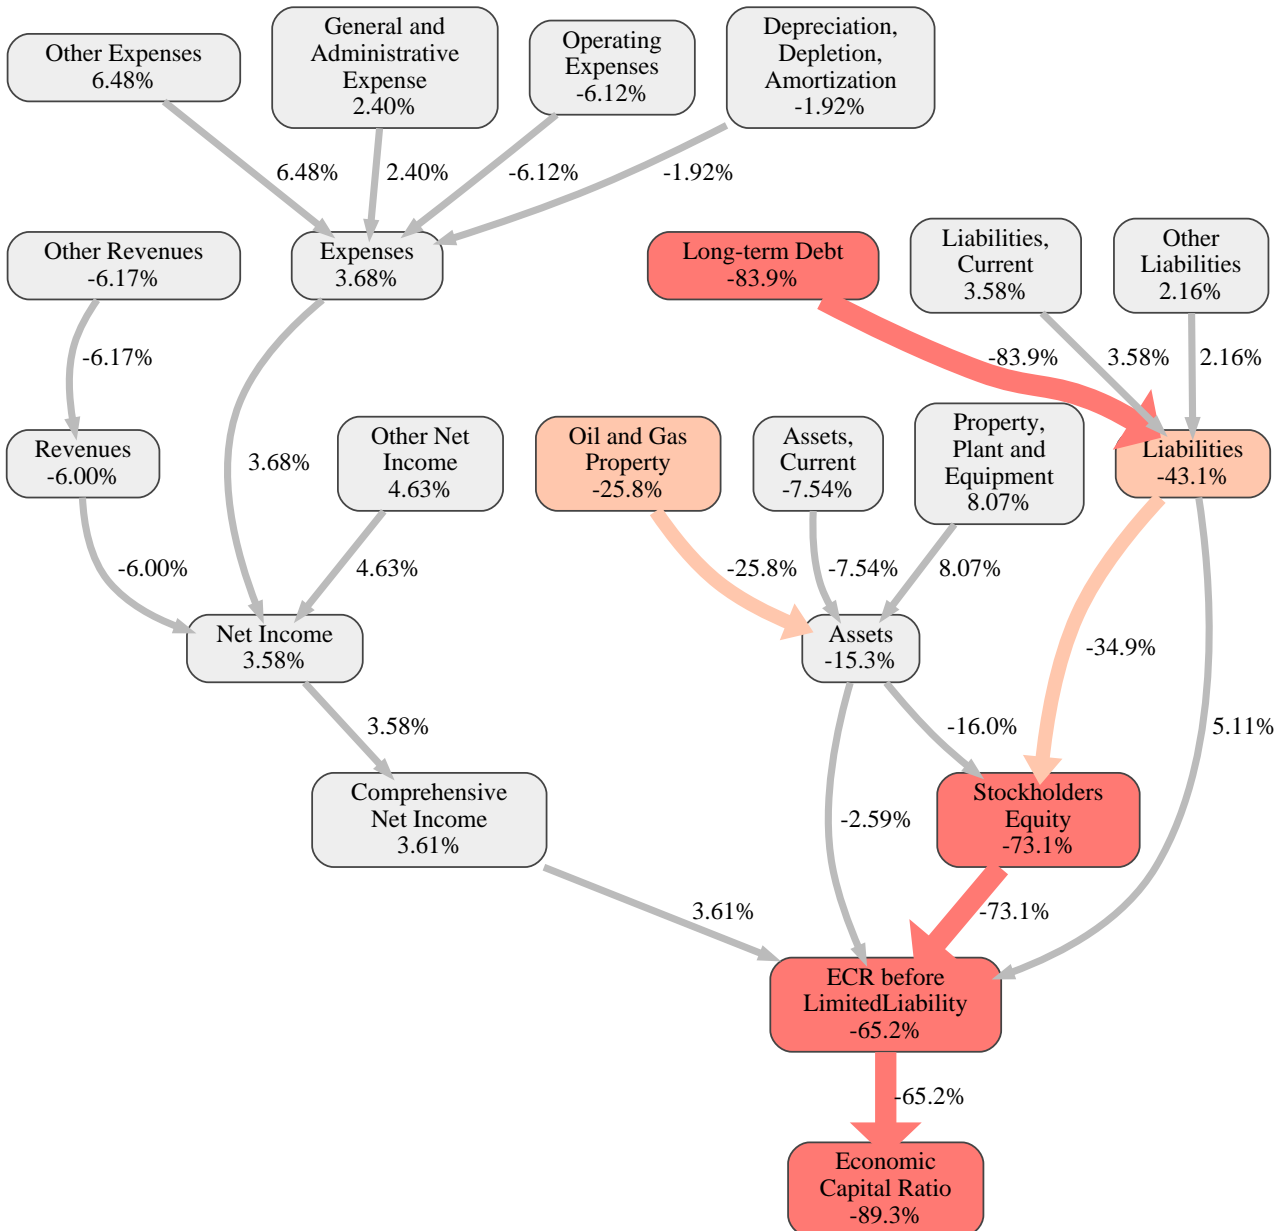 Other Expenses
6.48%
General and
Administrative
Expense
2.40%
Operating
Expenses
-6.12%
Depreciation,
Depletion,
Amortization
-1.92%
6.48%
2.40%
-6.12%
-1.92%
Other Revenues
-6.17%
Expenses
3.68%
Long-term Debt
-83.9%
Liabilities,
Current
3.58%
Other
Liabilities
2.16%
-6.17%
-83.9%
3.58%
2.16%
Revenues
-6.00%
3.68%
Other Net
Income
4.63%
Oil and Gas
Property
-25.8%
Assets,
Current
-7.54%
Property,
Plant and
Equipment
8.07%
Liabilities
-43.1%
-6.00%
4.63%
-25.8%
-7.54%
8.07%
Net Income
3.58%
Assets
-15.3%
-34.9%
3.58%
-16.0%
5.11%
Comprehensive
Net Income
3.61%
-2.59%
Stockholders
Equity
-73.1%
3.61%
-73.1%
ECR before
LimitedLiability
-65.2%
-65.2%
Economic
Capital Ratio
-89.3%